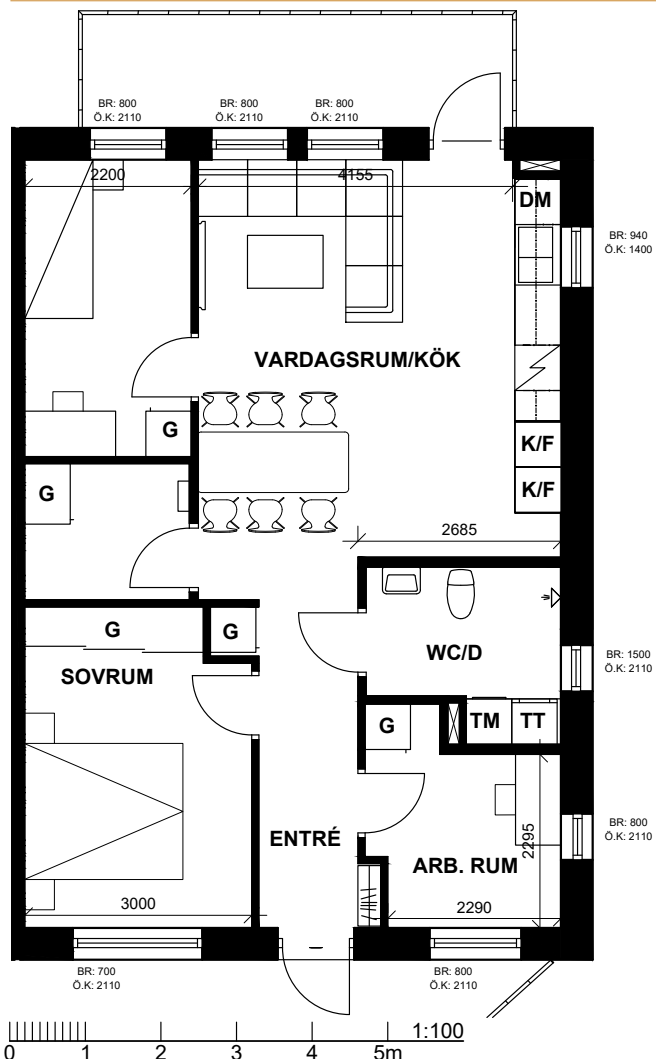 BR: 800
Ö.K: 2110
BR: 800
Ö.K: 2110
BR: 800
Ö.K: 2110
2200
4155
DM
BR: 940
Ö.K: 1400
VARDAGSRUM/KÖK
G
K/F
G
K/F
2685
G
G
WC/D
BR: 1500
Ö.K: 2110
SOVRUM
G
TM
TT
ENTRÉ
2295
BR: 800
Ö.K: 2110
ARB. RUM
3000
2290
BR: 700
Ö.K: 2110
BR: 800
Ö.K: 2110
1:100
0 1 2 3 4 5m